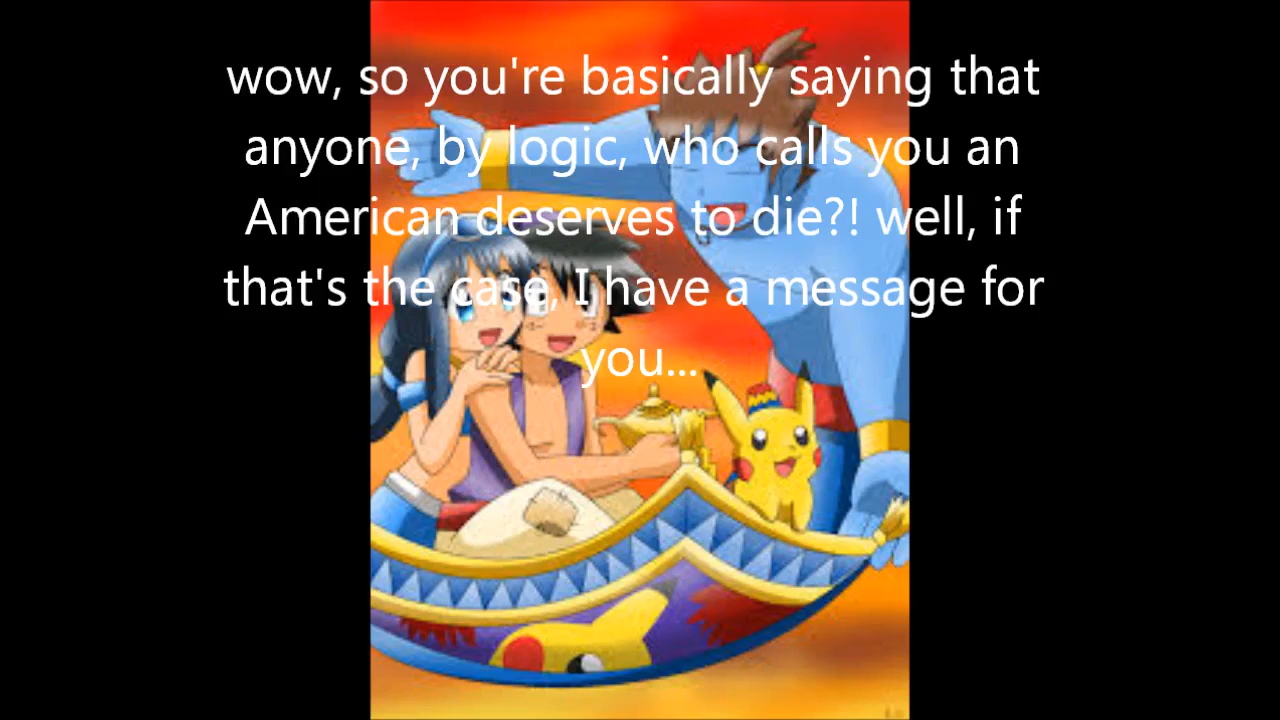 wow, so you're basically saying that
anyone, by logic, who calls you an
American deserves to die?! well, if
that's the case, I have a message for
you...